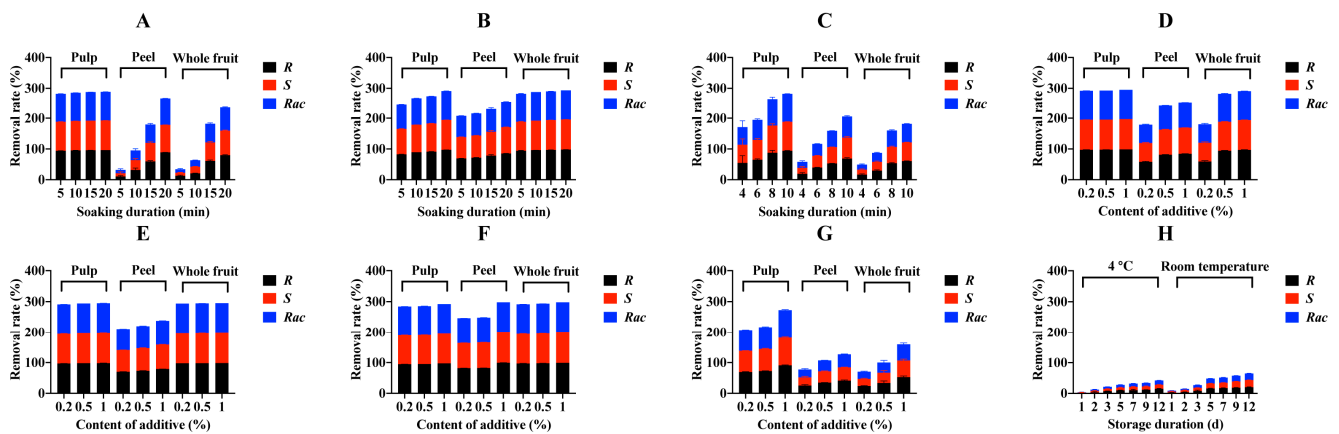 A
Pulp Peel Whole fruit
Removal rate (%)
400
300
200
100
0
5 10 15 20 5 10 15 20 5 10 15 20
Soaking duration (min)
R
S
Rac
B
Pulp Peel Whole fruit
Removal rate (%)
400
300
200
100
0
5 10 15 20 5 10 15 20 5 10 15 20
Soaking duration (min)
R
S
Rac
C
Pulp Peel Whole fruit
Removal rate (%)
400
300
200
100
0
4 6 8 10 4 6 8 10 4 6 8 10
Soaking duration (min)
R
S
Rac
D
Pulp Peel Whole fruit
Removal rate (%)
400
300
200
100
0
0.2 0.5 1 0.2 0.5 1 0.2 0.5 1
Content of additive (%)
R
S
Rac
E
Pulp Peel Whole fruit
Removal rate (%)
400
300
200
100
0
0.2 0.5 1 0.2 0.5 1 0.2 0.5 1
Content of additive (%)
R
S
Rac
F
Pulp Peel Whole fruit
Removal rate (%)
400
300
200
100
0
0.2 0.5 1 0.2 0.5 1 0.2 0.5 1
Content of additive (%)
R
S
Rac
G
Pulp Peel Whole fruit
Removal rate (%)
400
300
200
100
0
0.2 0.5 1 0.2 0.5 1 0.2 0.5 1
Content of additive (%)
R
S
Rac
H
4 °C Room temperature
Removal rate (%)
400
300
200
100
0
1 2 3 5 7 9 12 1 2 3 5 7 9 12
Storage duration (d)
R
S
Rac